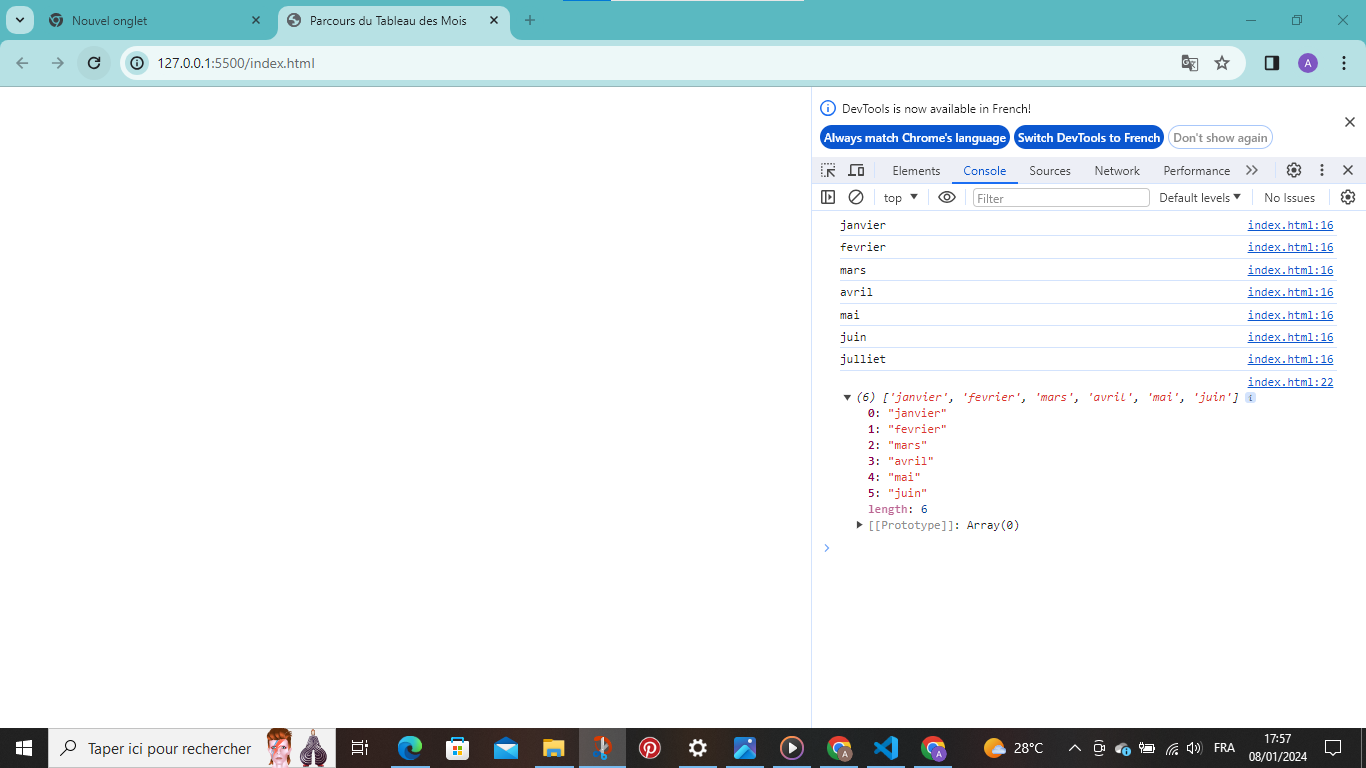 Nouvel onglet
Parcours du Tableau des Mois
127.0.0.1:5500/index.html
A
DevTools is now available in French!
Always match Chrome's language Switch DevTools to French Don't show again
Elements Console Sources Network Performance
top Filter Default levels No Issues
janvier index.html:16
fevrier index.html:16
mars index.html:16
avril index.html:16
mai index.html:16
juin index.html:16
julliet index.html:16
index.html:22
(6) ['janvier', 'fevrier', 'mars', 'avril', 'mai', 'juin']
0: "janvier"
1: "fevrier"
2: "mars"
3: "avril"
4: "mai"
5: "juin"
length: 6
[[Prototype]]: Array(0)
Taper ici pour rechercher
28°C
FRA
17:57
08/01/2024